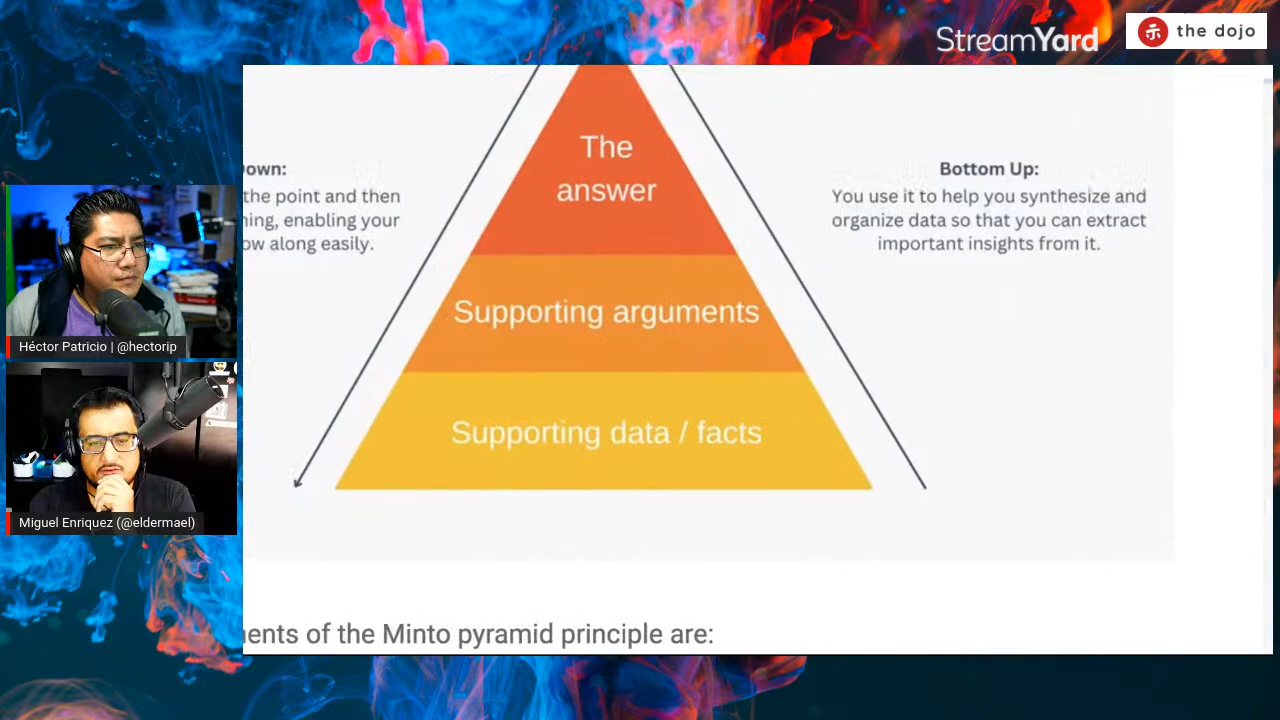 StreamYard
the dojo
The
answer
own:
the point and then
ning, enabling your
ow along easily.
Bottom Up:
You use it to help you synthesize and
organize data so that you can extract
important insights from it.
Supporting arguments
Supporting data / facts
Héctor Patricio | @hectorip
Miguel Enriquez (@eldermael)
nents of the Minto pyramid principle are: